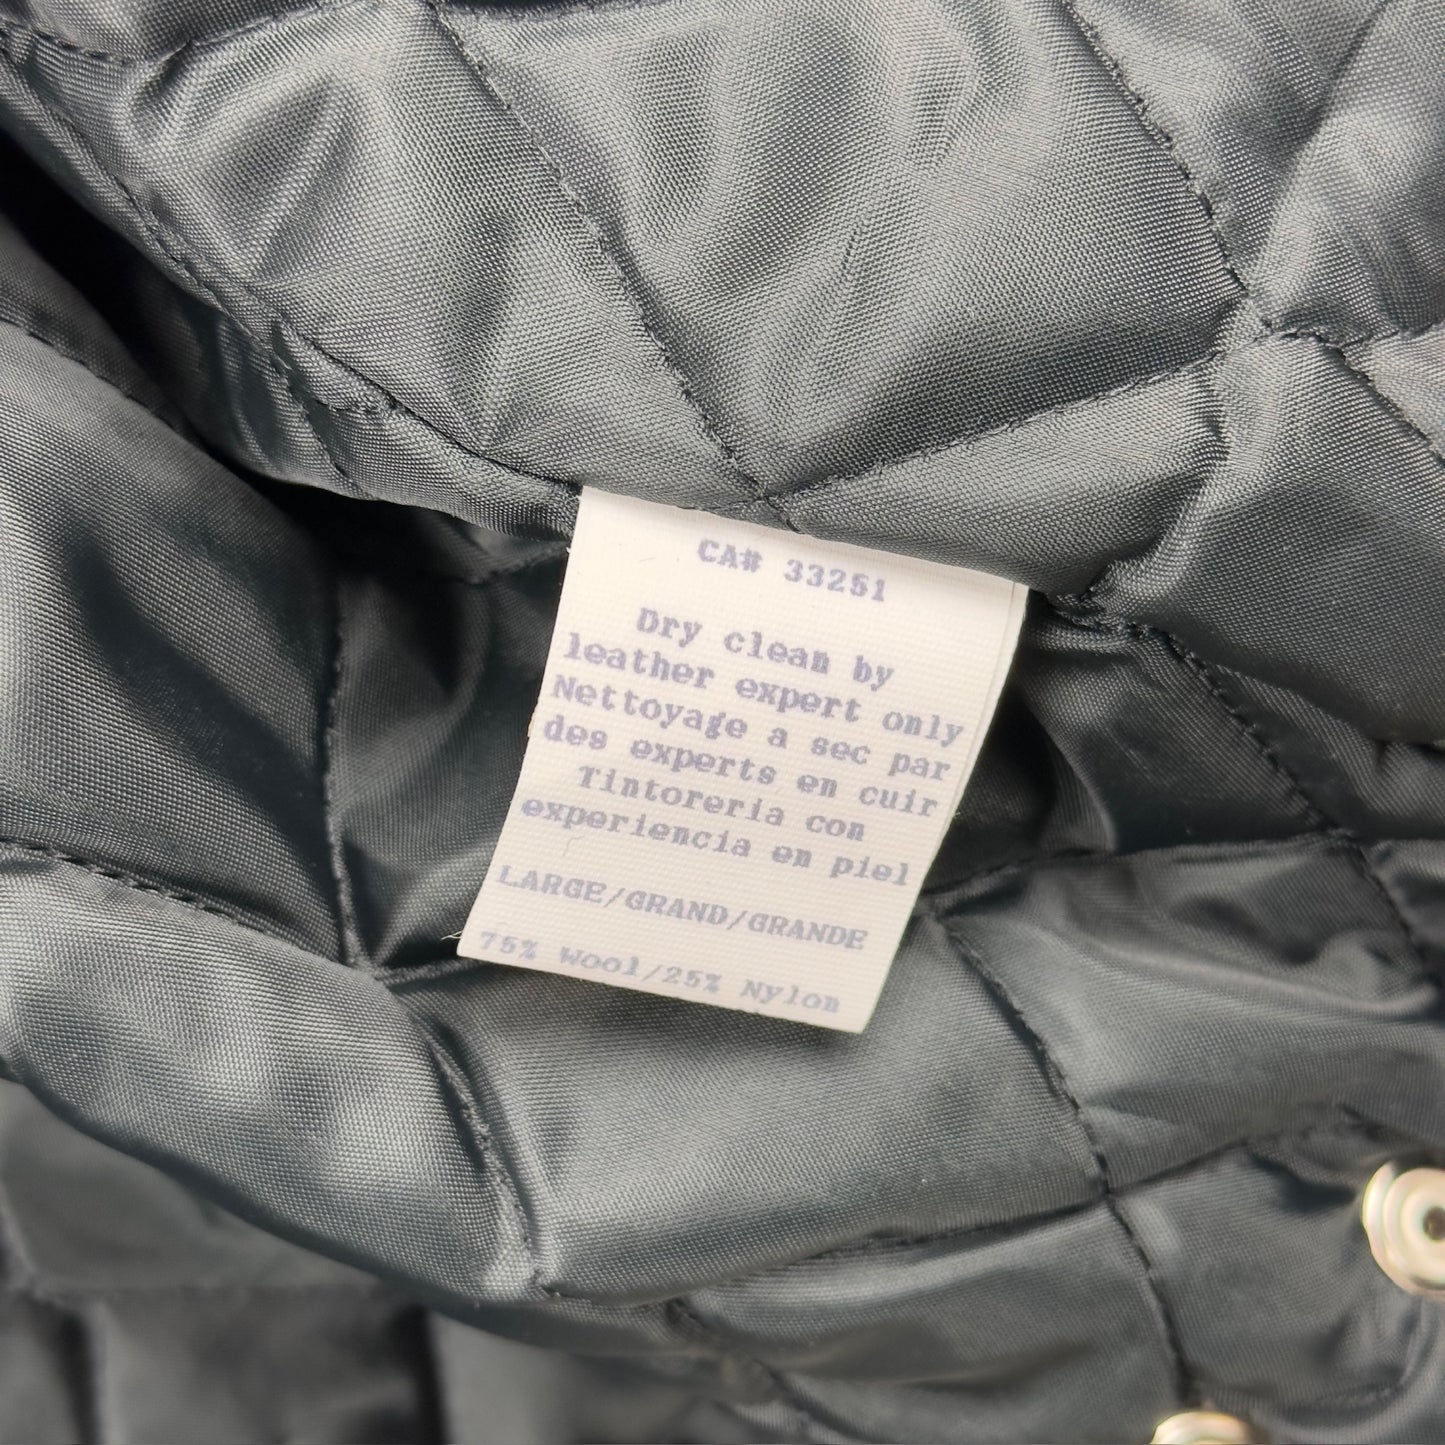 CA# 33251
Dry clean by
leather expert only
Nettoyage a sec par
des experts en cuir
Tintoreria con
experiencia en piel
LARGE/GRAND/GRANDE
75% Wool/25% Nylon